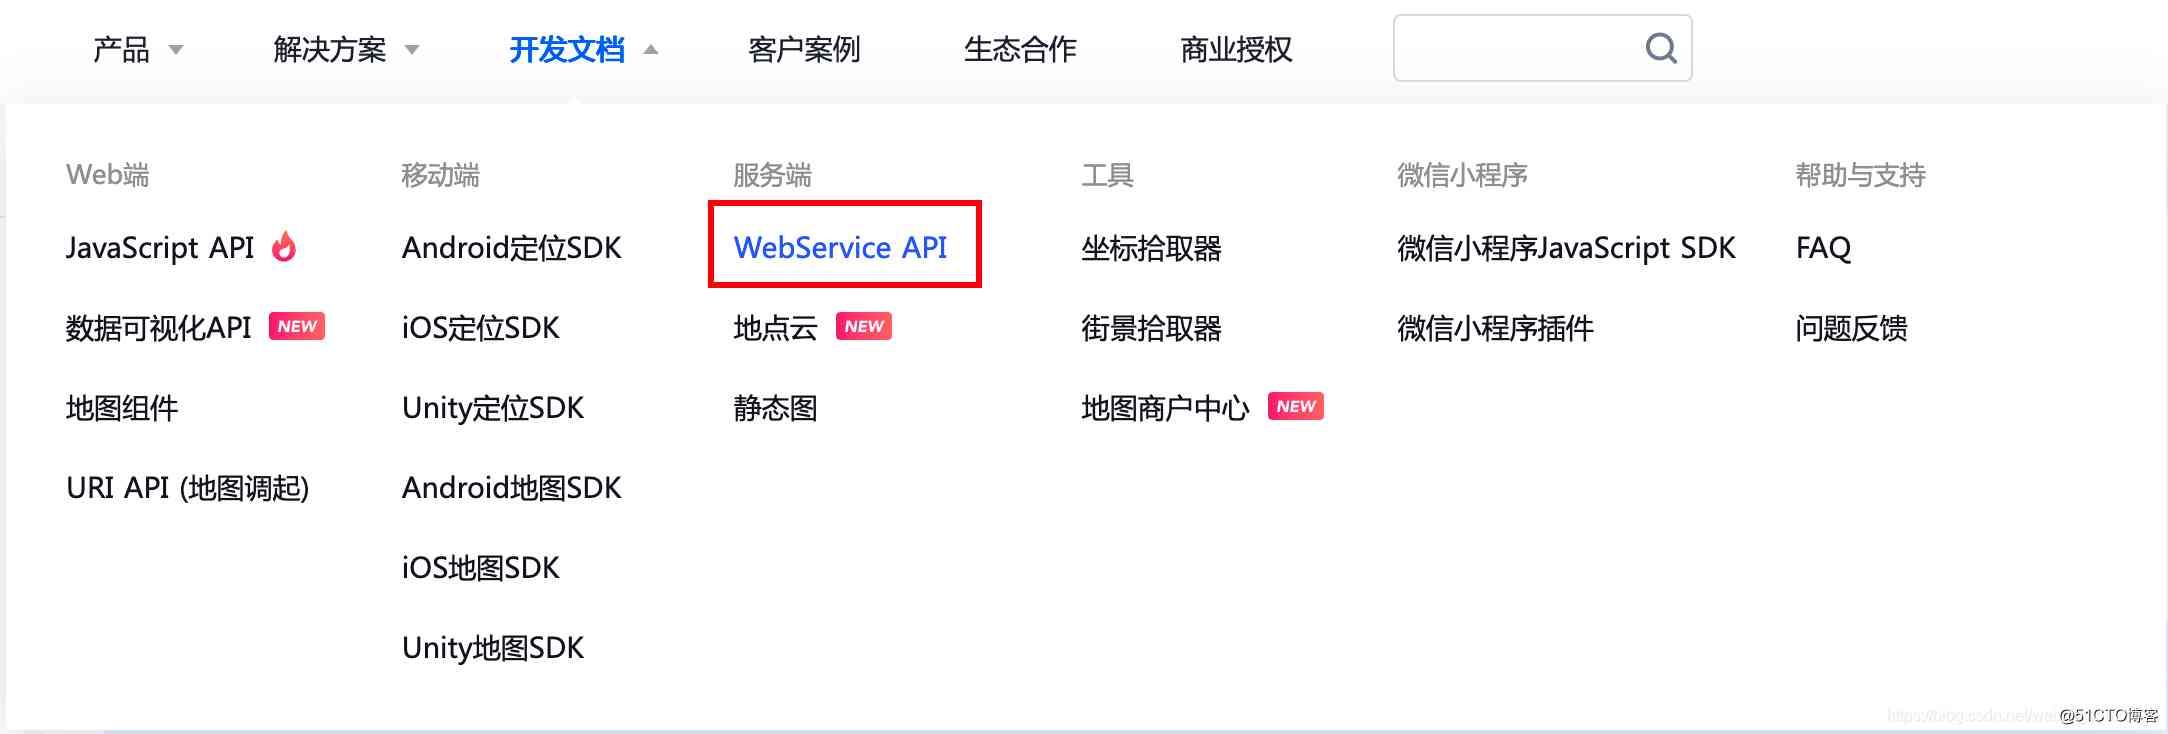 产品 解决方案 开发文档 客户案例 生态合作 商业授权
Web端 移动端 服务端 工具 微信小程序 帮助与支持
JavaScript API Android定位SDK WebService API 坐标拾取器 微信小程序JavaScript SDK FAQ
数据可视化API NEW iOS定位SDK 地点云 NEW 街景拾取器 微信小程序插件 问题反馈
地图组件 Unity定位SDK 静态图 地图商户中心 NEW
URI API (地图调起) Android地图SDK
iOS地图SDK
Unity地图SDK
@51CTO博客